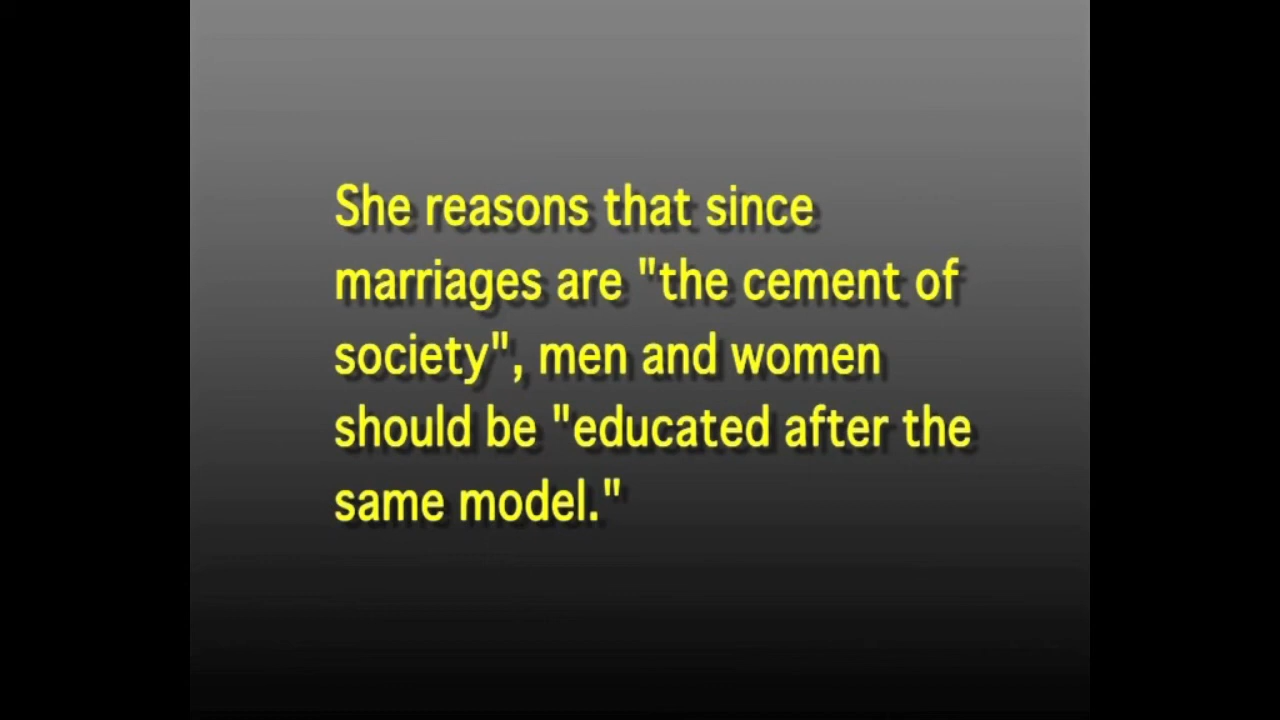 She reasons that since
marriages are "the cement of
society", men and women
should be "educated after the
same model."